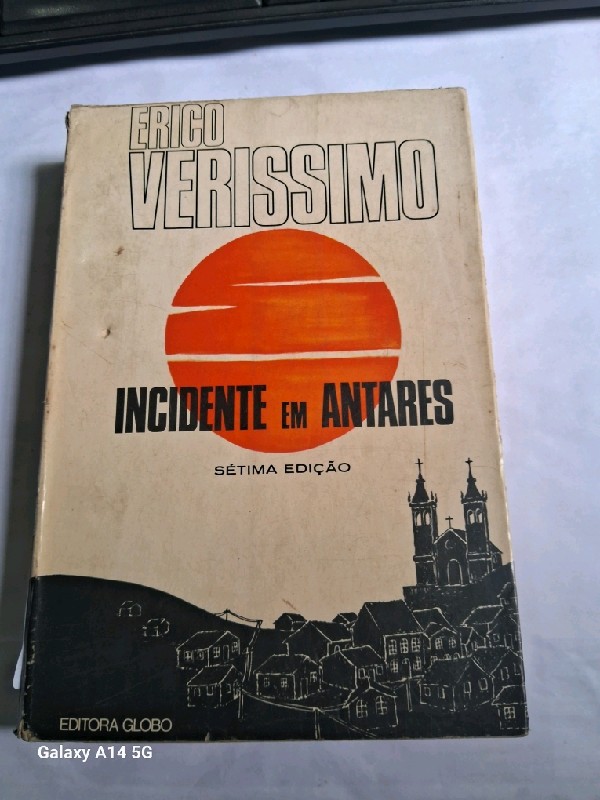 ERICO
VERISSIMO
INCIDENTE EM ANTARES
SÉTIMA EDIÇÃO
EDITORA GLOBO
Galaxy A14 5G